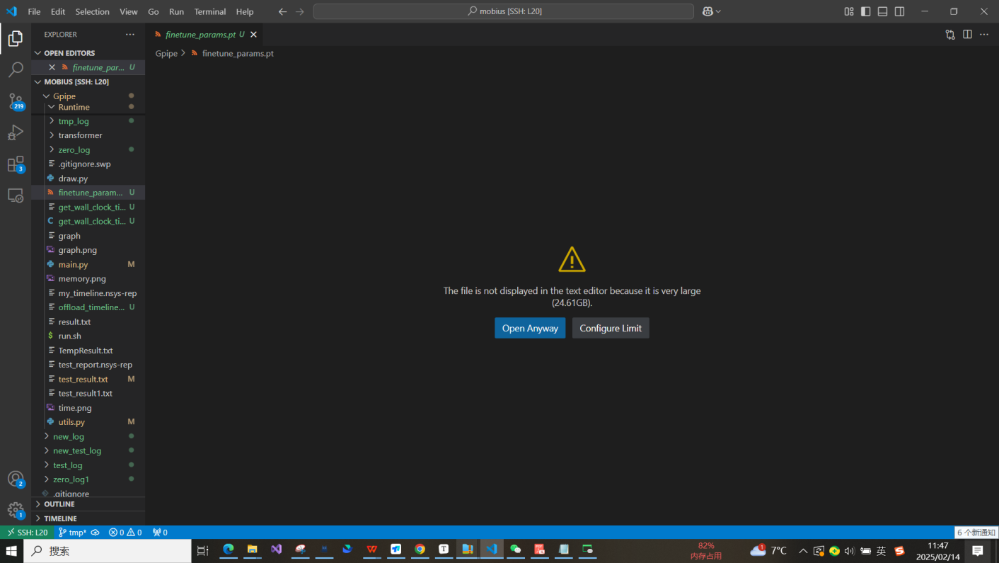 File Edit Selection View Go Run Terminal Help
mobius [SSH: L20]
EXPLORER
finetune_params.pt U
Gpipe > finetune_params.pt
OPEN EDITORS
finetune_par... U
MOBIUS [SSH: L20]
Gpipe
Runtime
tmp_log
transformer
zero_log
.gitignore.swp
draw.py
finetune_param... U
get_wall_clock_ti... U
get_wall_clock_ti... U
graph
graph.png
main.py M
memory.png
my_timeline.nsys-rep
offload_timeline... U
result.txt
run.sh
TempResult.txt
test_report.nsys-rep
test_result.txt M
test_result1.txt
time.png
utils.py M
new_log
new_test_log
test_log
zero_log1
.gitignore
OUTLINE
TIMELINE
219
3
2
1
The file is not displayed in the text editor because it is very large
(24.61GB).
Open Anyway
Configure Limit
SSH: L20 tmp* 0 0 0
6 个新通知
搜索
82%
内存占用
1
7°C
英
11:47
2025/02/14